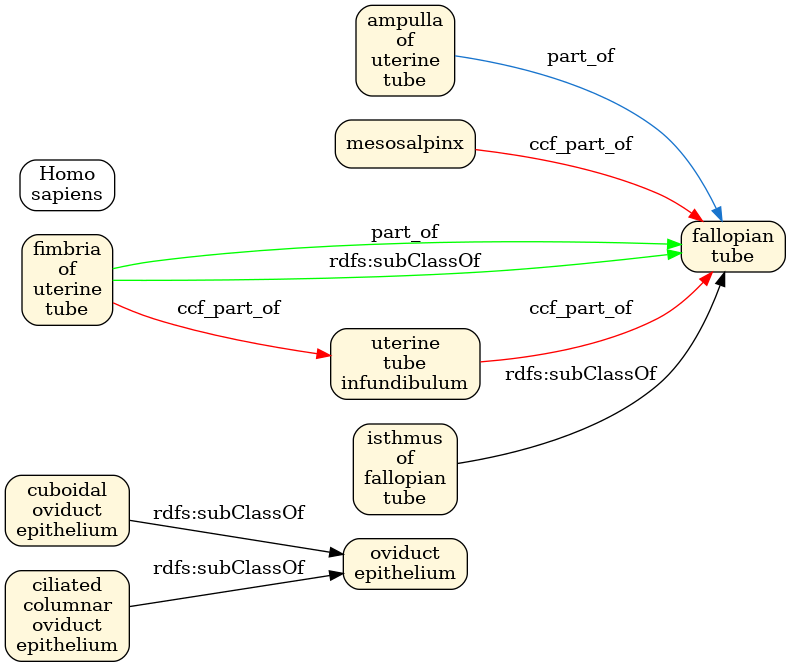 ampulla
of
uterine
tube
part_of
mesosalpinx
ccf_part_of
Homo
sapiens
fimbria
of
uterine
tube
part_of
rdfs:subClassOf
ccf_part_of
fallopian
tube
uterine
tube
infundibulum
ccf_part_of
rdfs:subClassOf
isthmus
of
fallopian
tube
cuboidal
oviduct
epithelium
rdfs:subClassOf
oviduct
epithelium
rdfs:subClassOf
ciliated
columnar
oviduct
epithelium